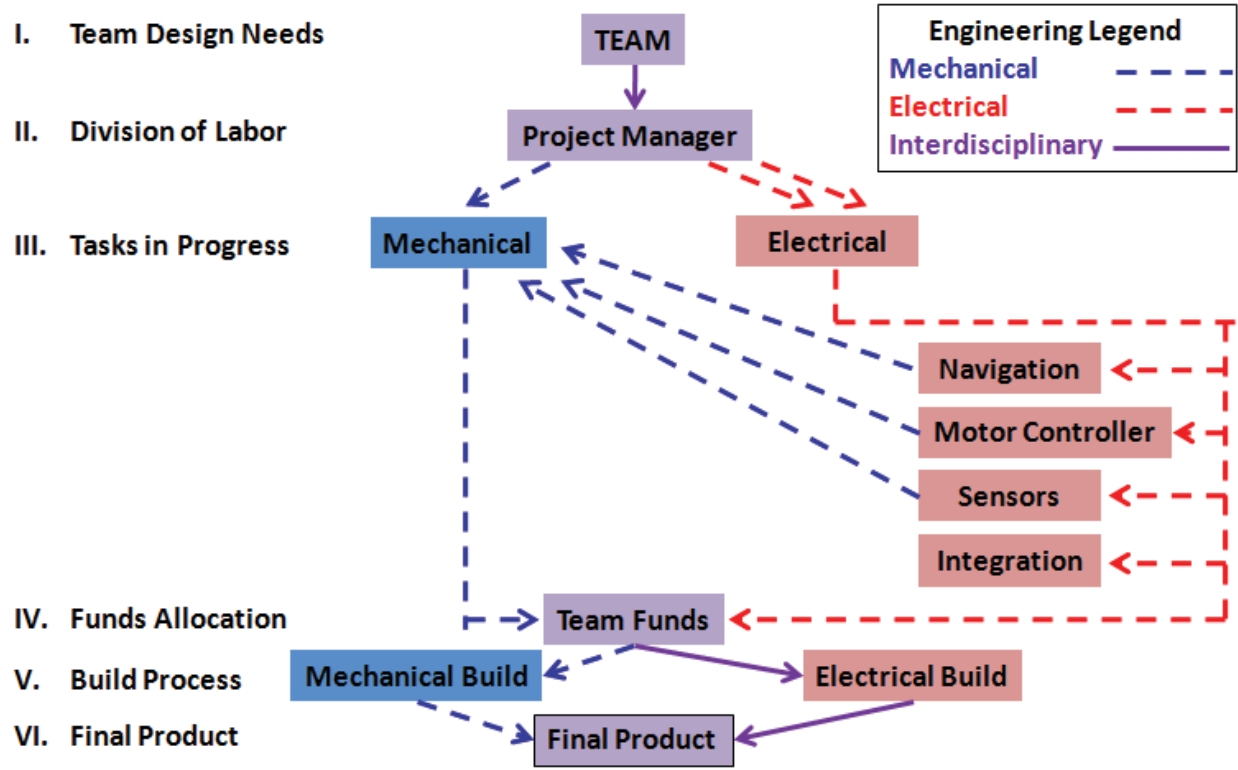 I. Team Design Needs
TEAM
Engineering Legend
Mechanical
Electrical
Interdisciplinary
II. Division of Labor
Project Manager
III. Tasks in Progress
Mechanical
Electrical
Navigation
Motor Controller
Sensors
Integration
IV. Funds Allocation
Team Funds
V. Build Process
Mechanical Build
Electrical Build
VI. Final Product
Final Product